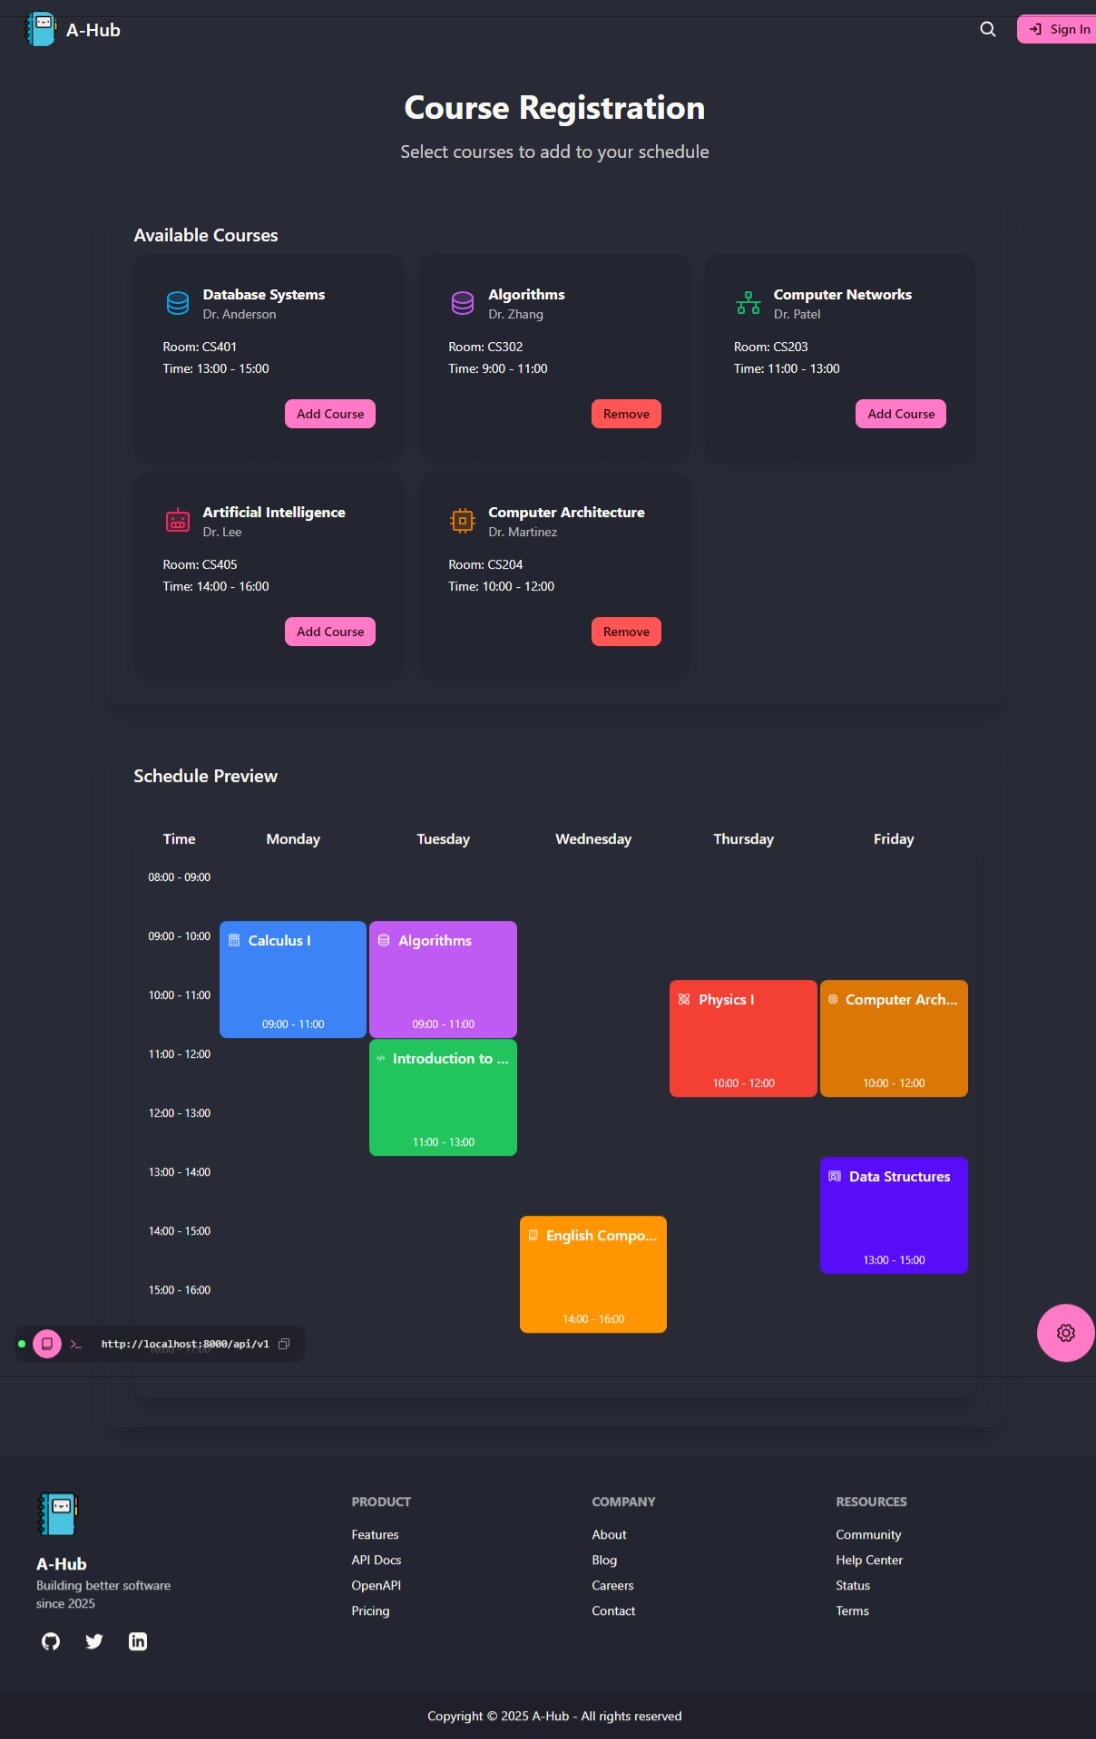 A-Hub
Sign In
Course Registration
Select courses to add to your schedule
Available Courses
Database Systems
Dr. Anderson
Room: CS401
Time: 13:00 - 15:00
Add Course
Algorithms
Dr. Zhang
Room: CS302
Time: 9:00 - 11:00
Remove
Computer Networks
Dr. Patel
Room: CS203
Time: 11:00 - 13:00
Add Course
Artificial Intelligence
Dr. Lee
Room: CS405
Time: 14:00 - 16:00
Add Course
Computer Architecture
Dr. Martinez
Room: CS204
Time: 10:00 - 12:00
Remove
Schedule Preview
Time Monday Tuesday Wednesday Thursday Friday
08:00 - 09:00
09:00 - 10:00
Calculus I
09:00 - 11:00
Algorithms
09:00 - 11:00
10:00 - 11:00
Physics I
10:00 - 12:00
Computer Arch...
10:00 - 12:00
11:00 - 12:00
Introduction to ...
11:00 - 13:00
12:00 - 13:00
13:00 - 14:00
Data Structures
13:00 - 15:00
14:00 - 15:00
English Compo...
14:00 - 16:00
15:00 - 16:00
http://localhost:8000/api/v1
16:00 - 17:00
A-Hub
Building better software
since 2025
PRODUCT
Features
API Docs
OpenAPI
Pricing
COMPANY
About
Blog
Careers
Contact
RESOURCES
Community
Help Center
Status
Terms
Copyright © 2025 A-Hub - All rights reserved